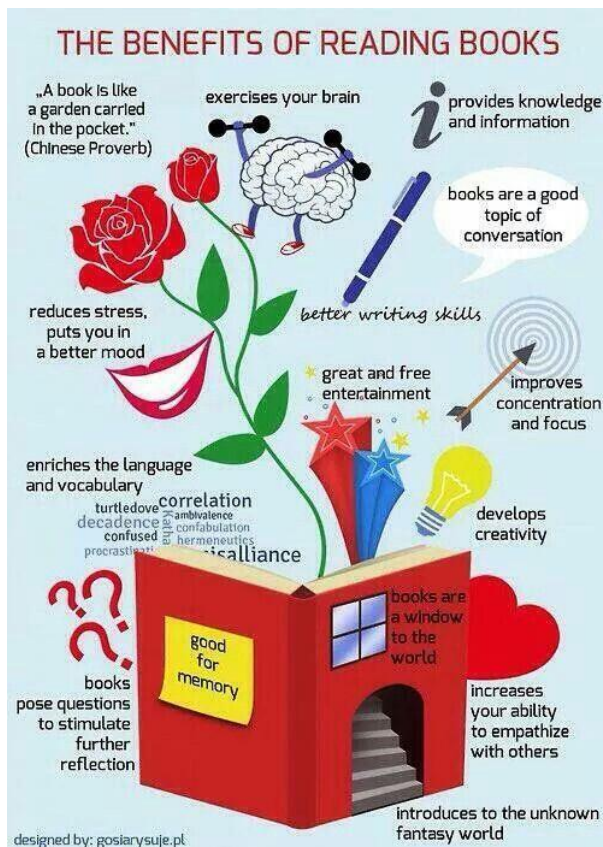 THE BENEFITS OF READING BOOKS
„A book is like
a garden carried
in the pocket."
(Chinese Proverb)
exercises your brain
i
provides knowledge
and information
books are a good
topic of
conversation
better writing skills
reduces stress,
puts you in
a better mood
great and free
entertainment
improves
concentration
and focus
enriches the language
and vocabulary
turtledove
correlation
decadence
ambivalence
confused
confabulation
hermeneutics
develops
creativity
???
good
for
memory
books are
a window
to the
world
books
pose questions
to stimulate
further
reflection
increases
your ability
to empathize
with others
introduces to the unknown
fantasy world
designed by: gosiarysuje.pl